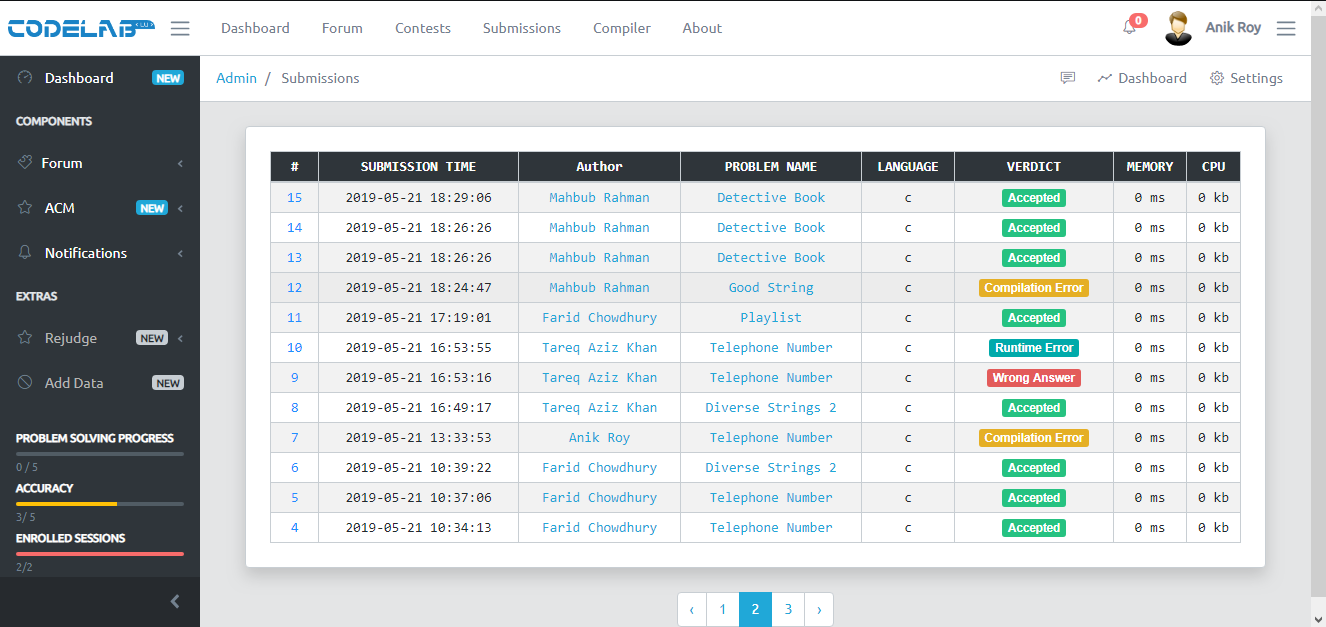 CODELAB <LU> Dashboard Forum Contests Submissions Compiler About 0 Anik Roy
Dashboard NEW
Admin / Submissions Dashboard Settings
COMPONENTS
Forum
ACM NEW
Notifications
EXTRAS
Rejudge NEW
Add Data NEW
PROBLEM SOLVING PROGRESS
0 / 5
ACCURACY
3/ 5
ENROLLED SESSIONS
2/2
# SUBMISSION TIME Author PROBLEM NAME LANGUAGE VERDICT MEMORY CPU
15 2019-05-21 18:29:06 Mahbub Rahman Detective Book c Accepted 0 ms 0 kb
14 2019-05-21 18:26:26 Mahbub Rahman Detective Book c Accepted 0 ms 0 kb
13 2019-05-21 18:26:26 Mahbub Rahman Detective Book c Accepted 0 ms 0 kb
12 2019-05-21 18:24:47 Mahbub Rahman Good String c Compilation Error 0 ms 0 kb
11 2019-05-21 17:19:01 Farid Chowdhury Playlist c Accepted 0 ms 0 kb
10 2019-05-21 16:53:55 Tareq Aziz Khan Telephone Number c Runtime Error 0 ms 0 kb
9 2019-05-21 16:53:16 Tareq Aziz Khan Telephone Number c Wrong Answer 0 ms 0 kb
8 2019-05-21 16:49:17 Tareq Aziz Khan Diverse Strings 2 c Accepted 0 ms 0 kb
7 2019-05-21 13:33:53 Anik Roy Telephone Number c Compilation Error 0 ms 0 kb
6 2019-05-21 10:39:22 Farid Chowdhury Diverse Strings 2 c Accepted 0 ms 0 kb
5 2019-05-21 10:37:06 Farid Chowdhury Telephone Number c Accepted 0 ms 0 kb
4 2019-05-21 10:34:13 Farid Chowdhury Telephone Number c Accepted 0 ms 0 kb
‹ 1 2 3 ›